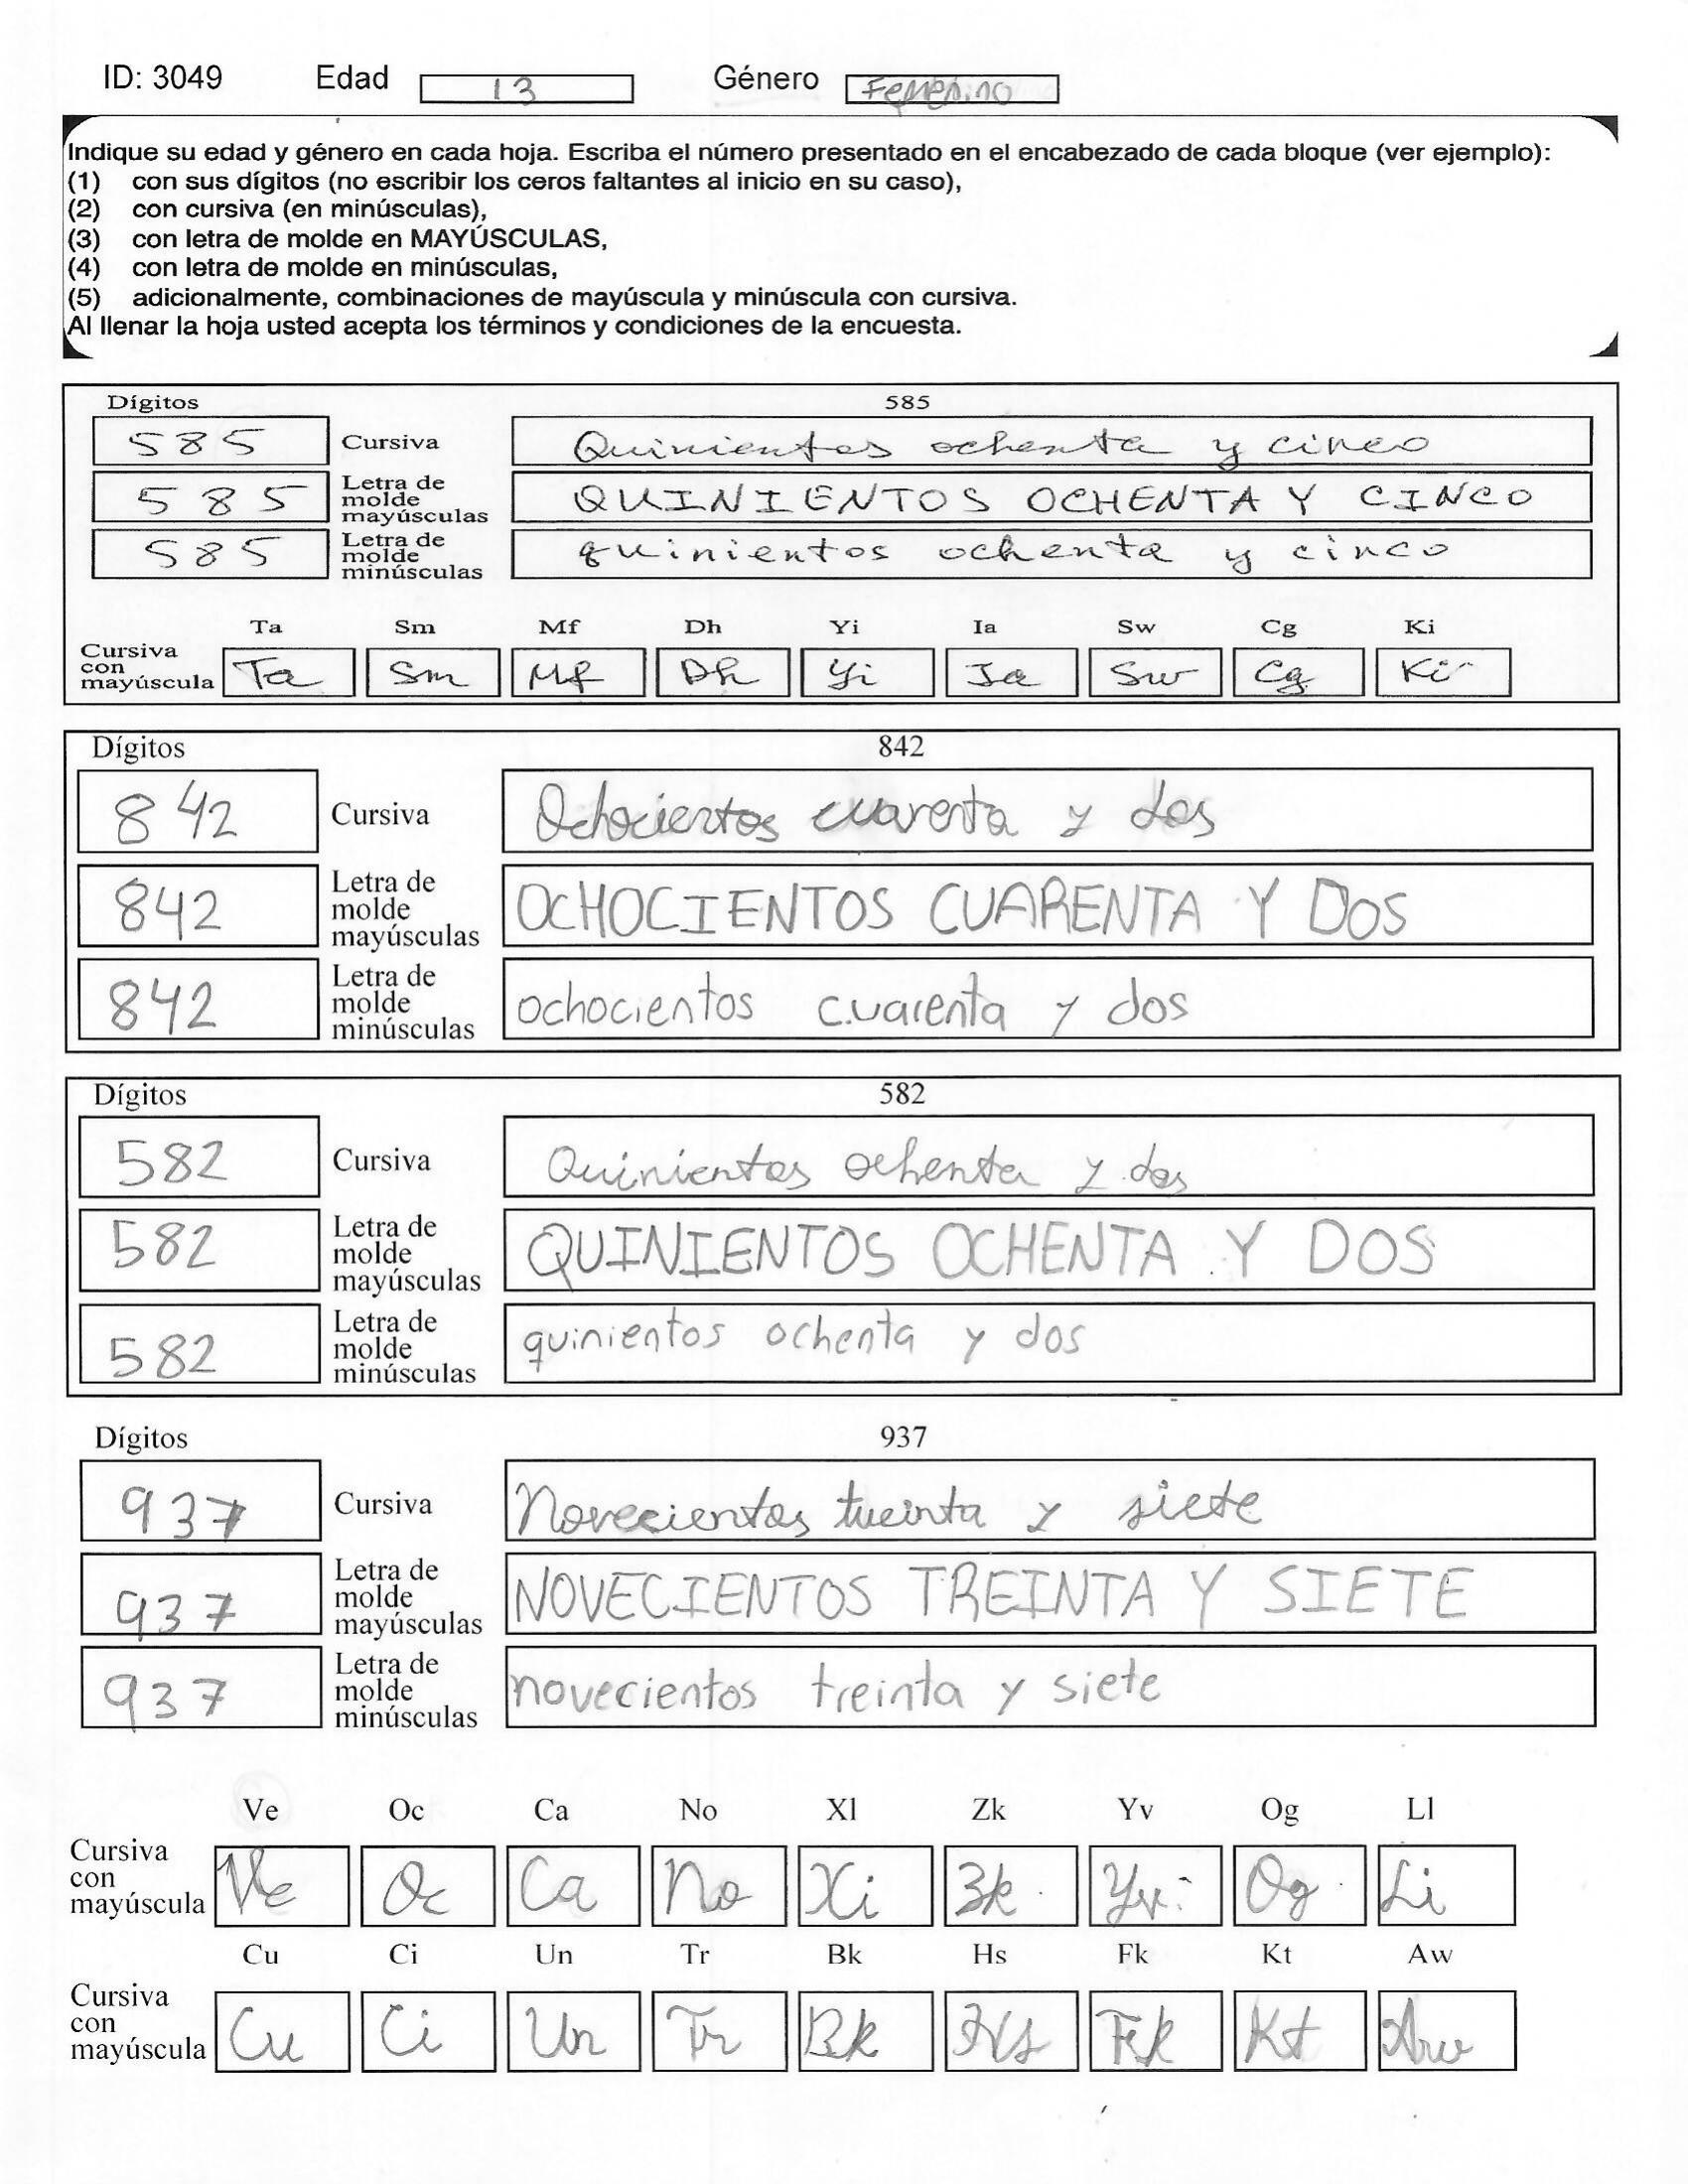 ID: 3049 Edad 13 Género Femenino
Indique su edad y género en cada hoja. Escriba el número presentado en el encabezado de cada bloque (ver ejemplo):
(1) con sus dígitos (no escribir los ceros faltantes al inicio en su caso),
(2) con cursiva (en minúsculas),
(3) con letra de molde en MAYÚSCULAS,
(4) con letra de molde en minúsculas,
(5) adicionalmente, combinaciones de mayúscula y minúscula con cursiva.
Al llenar la hoja usted acepta los términos y condiciones de la encuesta.
Dígitos 585
585 Cursiva Quinientos ochenta y cinco
585 Letra de molde mayúsculas QUINIENTOS OCHENTA Y CINCO
585 Letra de molde minúsculas quinientos ochenta y cinco
Ta Sm Mf Dh Yi Ia Sw Cg Ki
Cursiva con mayúscula Ta Sm Mf Dh Yi Ia Sw Cg Ki
Dígitos 842
842 Cursiva Ochocientos cuarenta y dos
842 Letra de molde mayúsculas OCHOCIENTOS CUARENTA Y DOS
842 Letra de molde minúsculas ochocientos cuarenta y dos
Dígitos 582
582 Cursiva Quinientos ochenta y dos
582 Letra de molde mayúsculas QUINIENTOS OCHENTA Y DOS
582 Letra de molde minúsculas quinientos ochenta y dos
Dígitos 937
937 Cursiva Novecientos treinta y siete
937 Letra de molde mayúsculas NOVECIENTOS TREINTA Y SIETE
937 Letra de molde minúsculas novecientos treinta y siete
Ve Oc Ca No Xl Zk Yv Og Ll
Cursiva con mayúscula Ve Oc Ca No Xi Zk Yv Og Li
Cu Ci Un Tr Bk Hs Fk Kt Aw
Cursiva con mayúscula Cu Ci Un Tr Bk Hs Fk Kt Aw